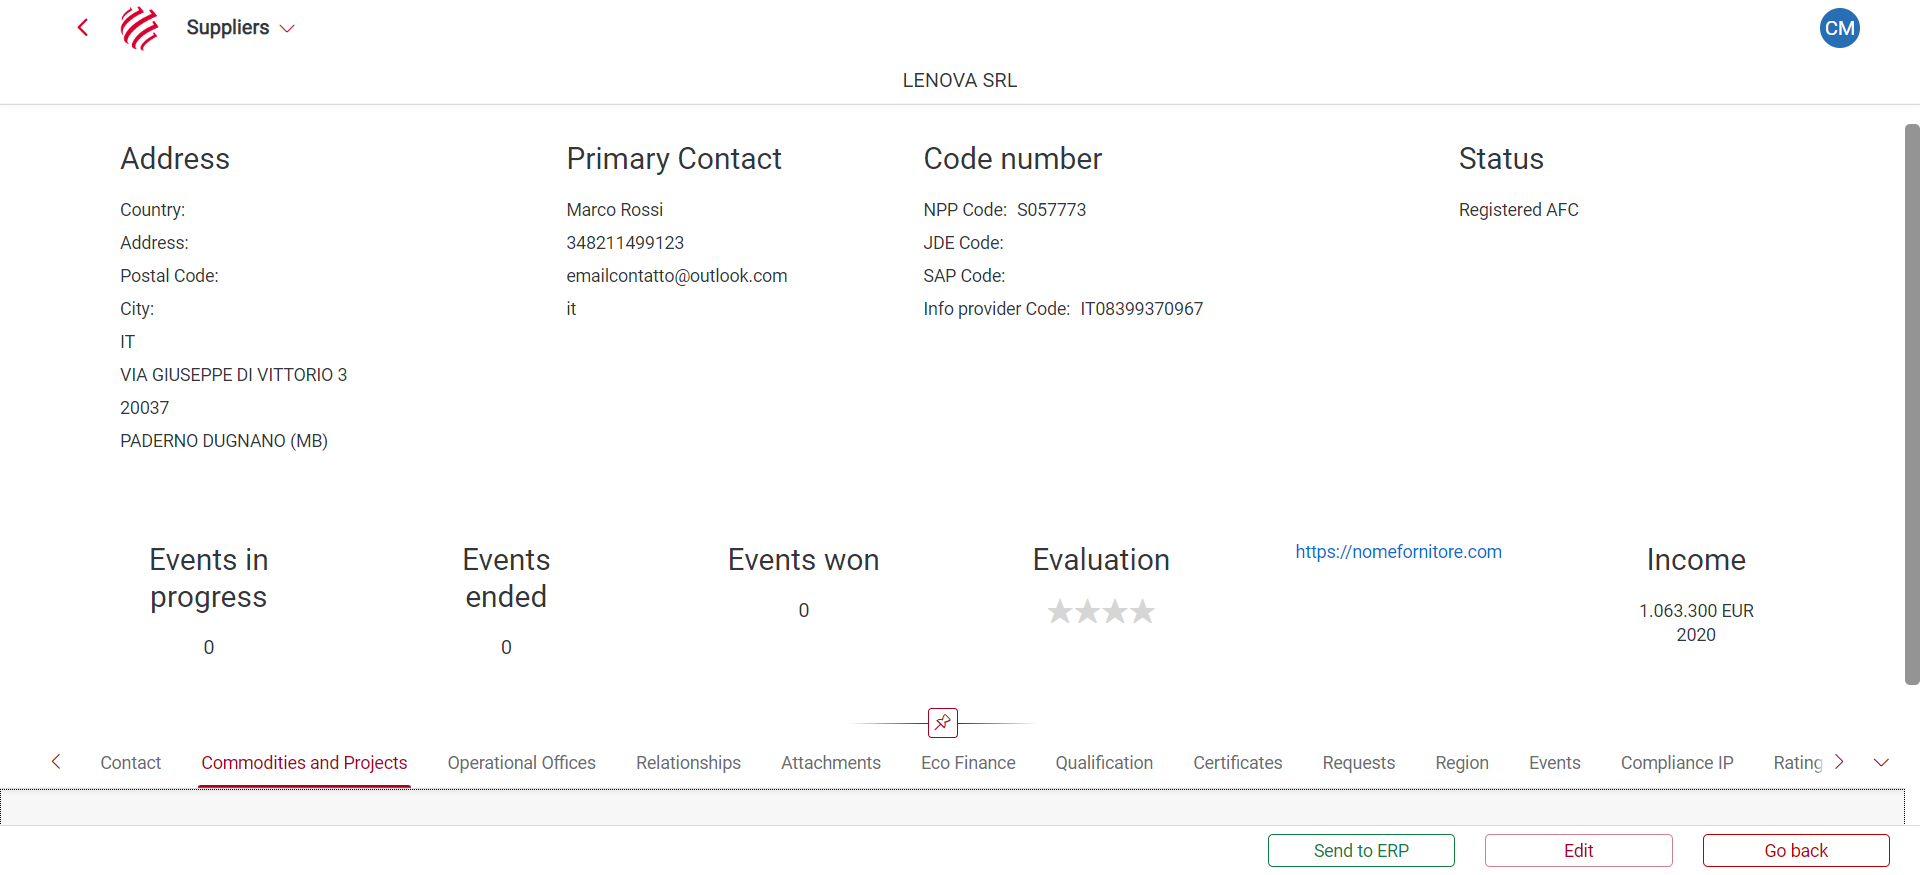 Suppliers
CM
LENOVA SRL
Address
Country:
Address:
Postal Code:
City:
IT
VIA GIUSEPPE DI VITTORIO 3
20037
PADERNO DUGNANO (MB)
Primary Contact
Marco Rossi
348211499123
emailcontatto@outlook.com
it
Code number
NPP Code: S057773
JDE Code:
SAP Code:
Info provider Code: IT08399370967
Status
Registered AFC
Events in
progress
0
Events
ended
0
Events won
0
Evaluation
https://nomefornitore.com
Income
1.063.300 EUR
2020
Contact Commodities and Projects Operational Offices Relationships Attachments Eco Finance Qualification Certificates Requests Region Events Compliance IP Rating
Send to ERP Edit Go back